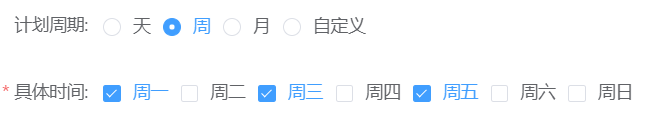 计划周期: 天 周 月 自定义
* 具体时间: 周一 周二 周三 周四 周五 周六 周日